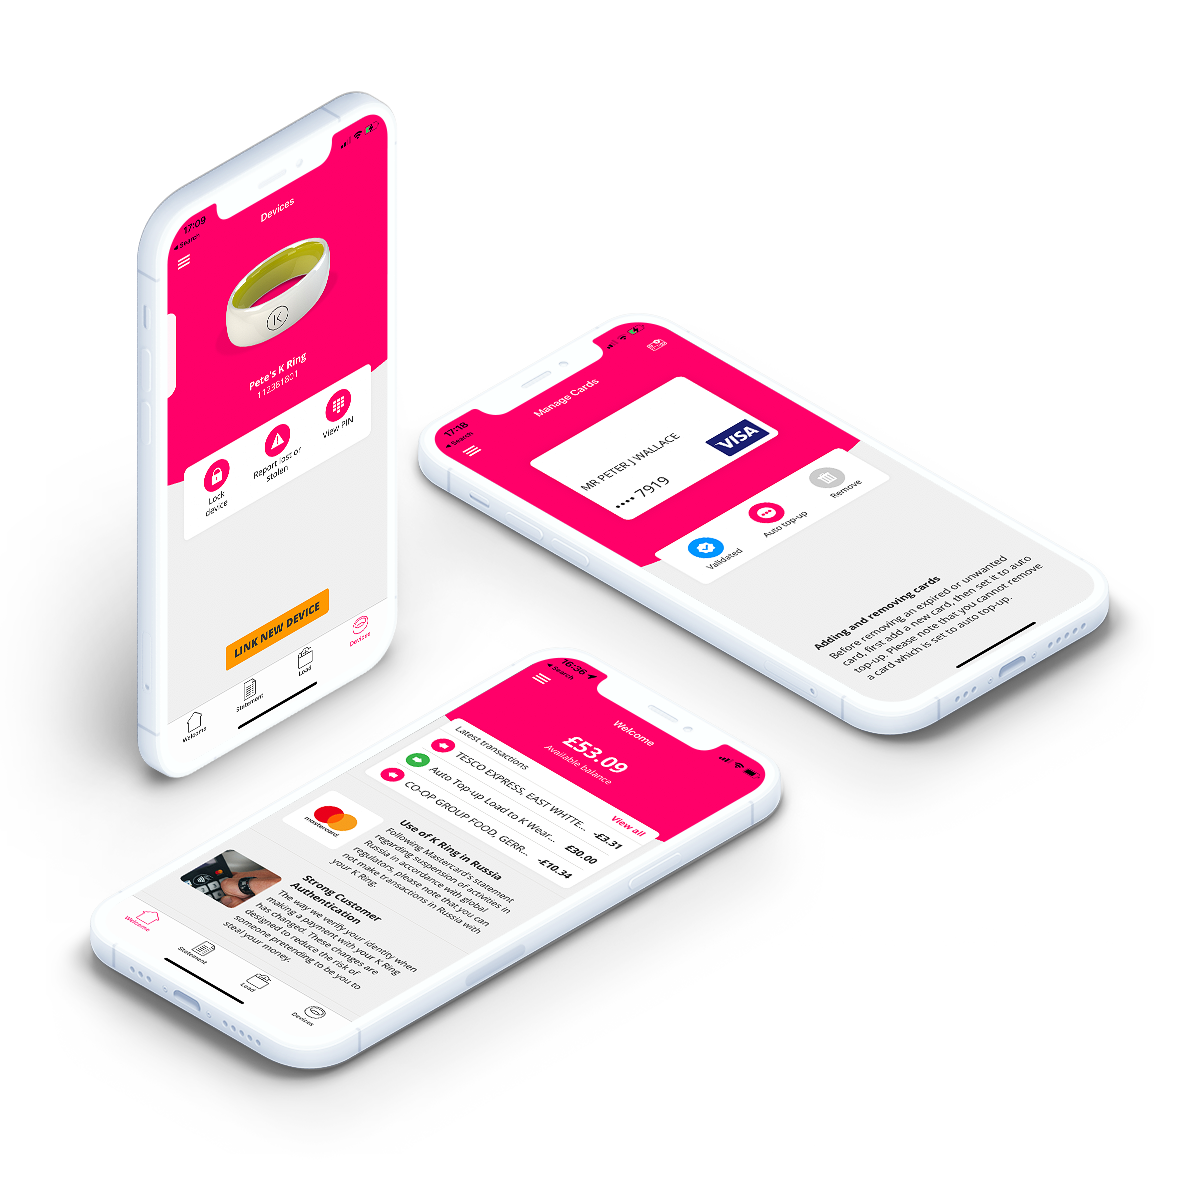 17:09
Search
Devices
K
Pete's K Ring
112361801
Lock
device
Report lost or
stolen
View PIN
LINK NEW DEVICE
Welcome
Statement
Load
Devices
17:18
Search
Manage Cards
MR PETER J WALLACE
•••• 7919
VISA
Validated
Auto top-up
Remove
Adding and removing cards
Before removing an expired or unwanted
card, first add a new card, then set it to auto
top-up. Please note that you cannot remove
a card which is set to auto top-up.
16:36
Search
Welcome
£53.09
Available balance
Latest transactions
View all
TESCO EXPRESS, EAST WHITTE... -£3.31
Auto Top-up Load to K Wear... £30.00
CO-OP GROUP FOOD, GERR... -£10.34
mastercard
Use of K Ring in Russia
Following Mastercard's statement
regarding suspension of activities in
Russia in accordance with global
regulators, please note that you can
not make transactions in Russia with
your K Ring.
Strong Customer
Authentication
The way we verify your identity when
making a payment with your K Ring
has changed. These changes are
designed to reduce the risk of
someone pretending to be you to
steal your money.
Welcome
Statement
Load
Devices